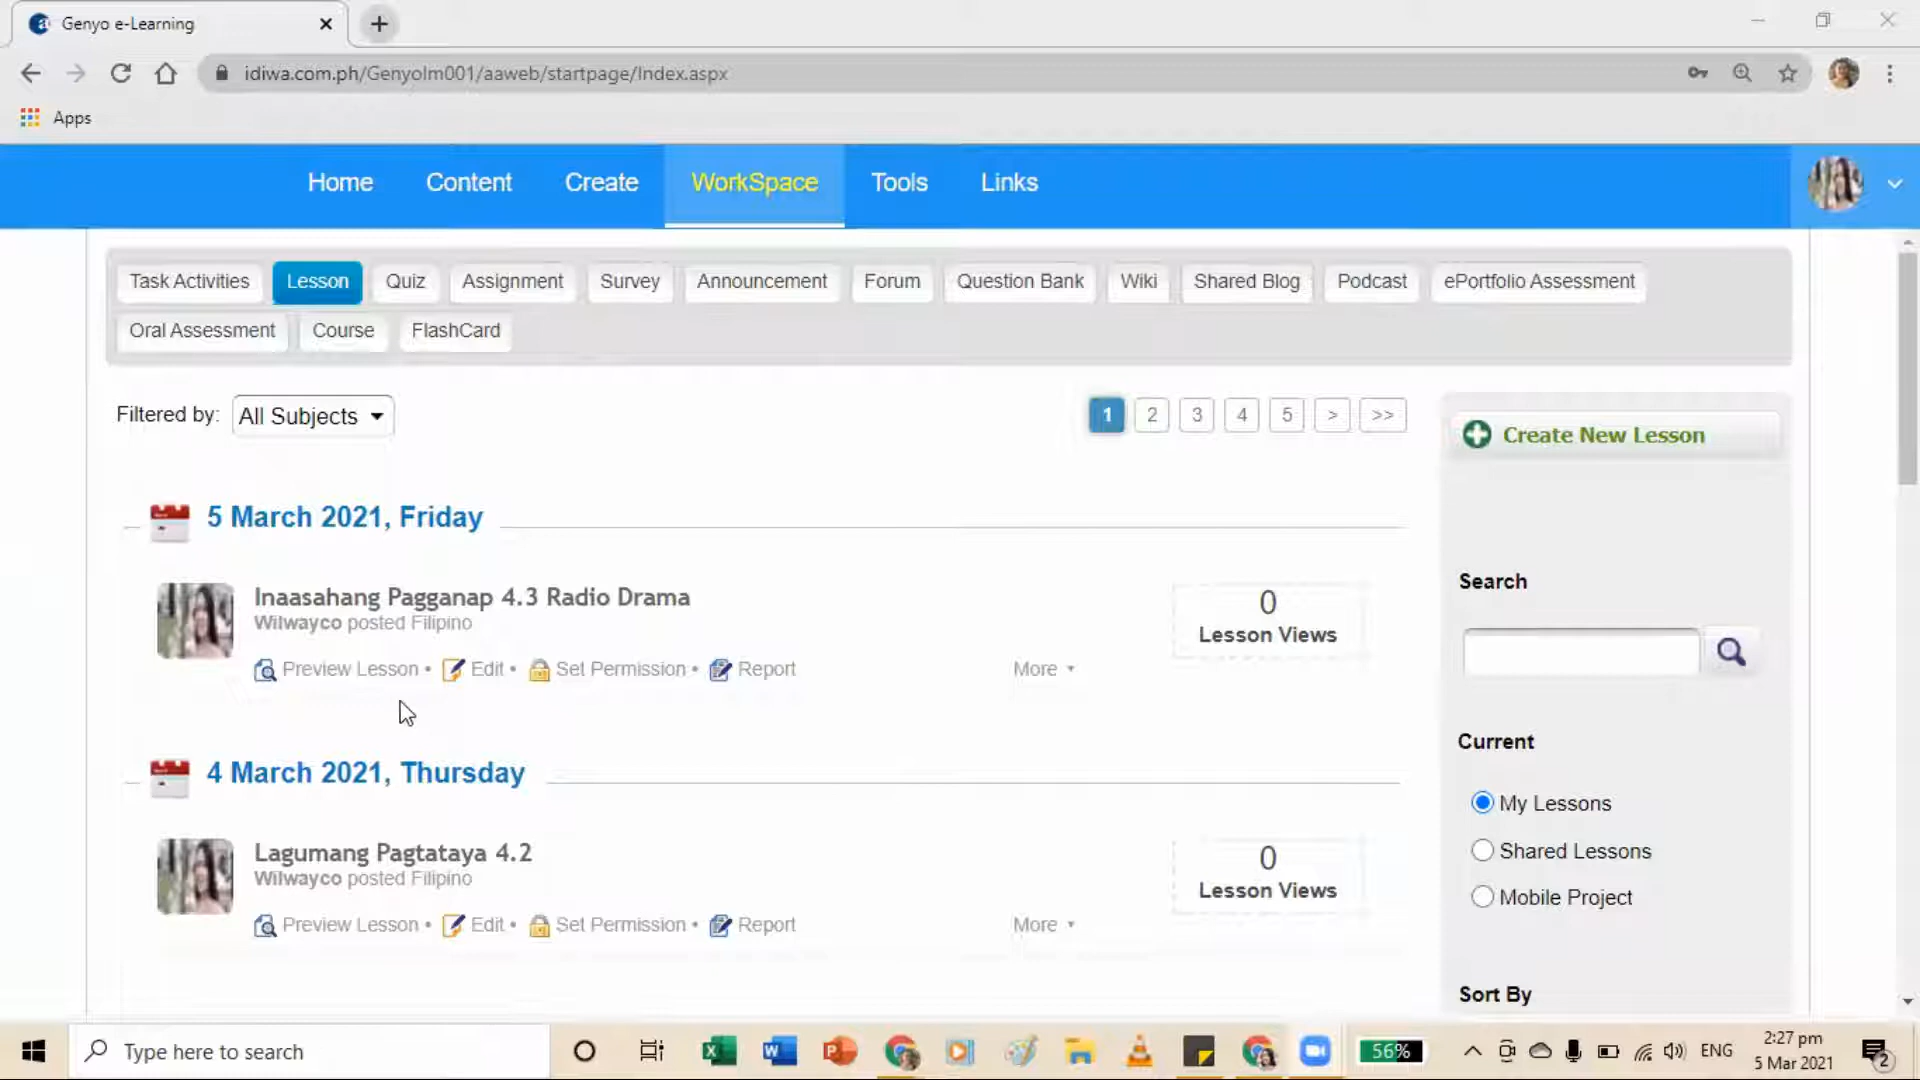 Genyo e-Learning
idiwa.com.ph/Genyolm001/aaweb/startpage/Index.aspx
Apps
Home Content Create WorkSpace Tools Links
Task Activities Lesson Quiz Assignment Survey Announcement Forum Question Bank Wiki Shared Blog Podcast ePortfolio Assessment
Oral Assessment Course FlashCard
Filtered by: All Subjects 1 2 3 4 5 > >>
Create New Lesson
5 March 2021, Friday
Inaasahang Pagganap 4.3 Radio Drama
Wilwayco posted Filipino
Preview Lesson • Edit • Set Permission • Report More
0
Lesson Views
4 March 2021, Thursday
Lagumang Pagtataya 4.2
Wilwayco posted Filipino
Preview Lesson • Edit • Set Permission • Report More
0
Lesson Views
Search
Current
My Lessons
Shared Lessons
Mobile Project
Sort By
Type here to search
56%
ENG
2:27 pm
5 Mar 2021
2